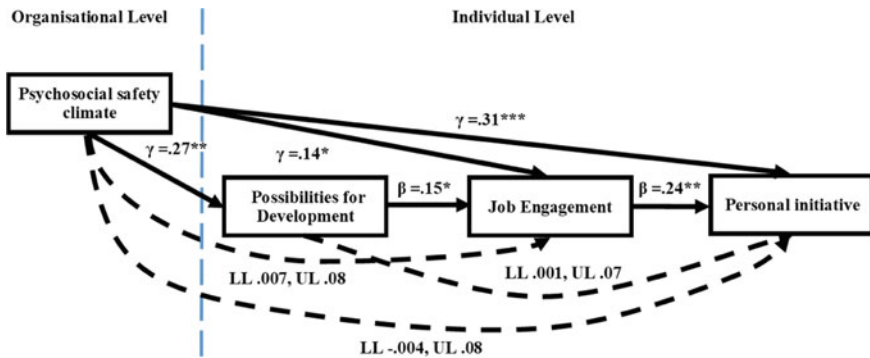 Organisational Level
Individual Level
Psychosocial safety
climate
γ =.31***
γ =.27**
γ =.14*
Possibilities for
Development
β =.15*
Job Engagement
β =.24**
Personal initiative
LL .007, UL .08
LL .001, UL .07
LL -.004, UL .08